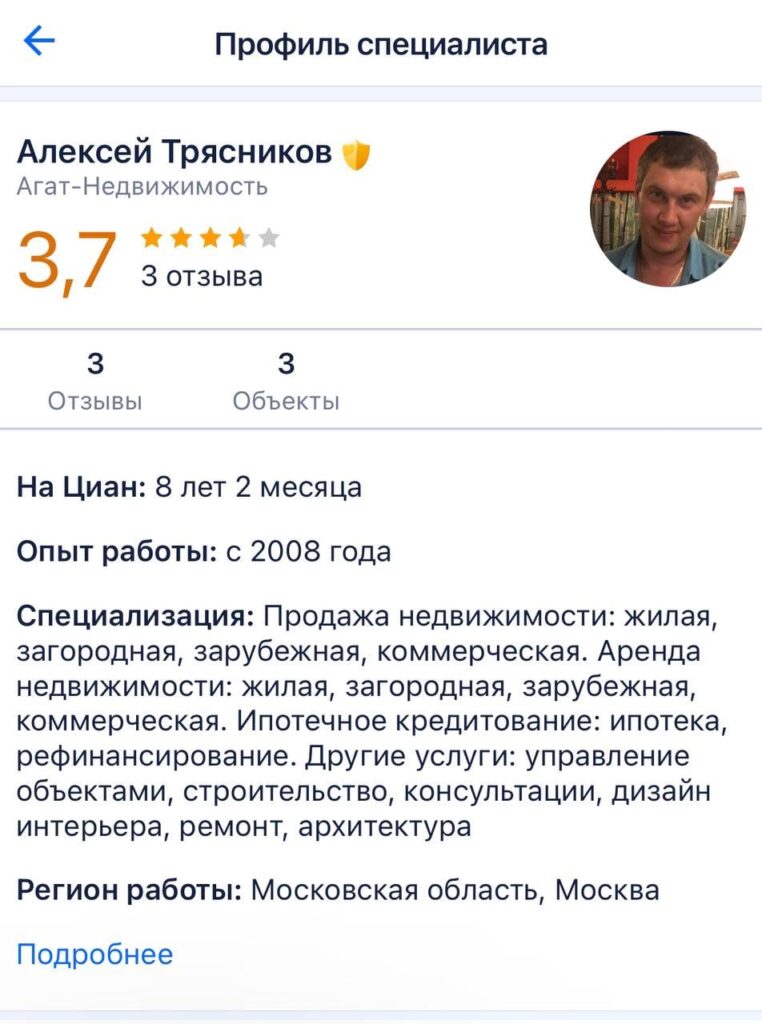 Профиль специалиста
Алексей Трясников
Агат-Недвижимость
3,7
3 отзыва
3
3
Отзывы
Объекты
На Циан: 8 лет 2 месяца
Опыт работы: с 2008 года
Специализация: Продажа недвижимости: жилая,
загородная, зарубежная, коммерческая. Аренда
недвижимости: жилая, загородная, зарубежная,
коммерческая. Ипотечное кредитование: ипотека,
рефинансирование. Другие услуги: управление
объектами, строительство, консультации, дизайн
интерьера, ремонт, архитектура
Регион работы: Московская область, Москва
Подробнее